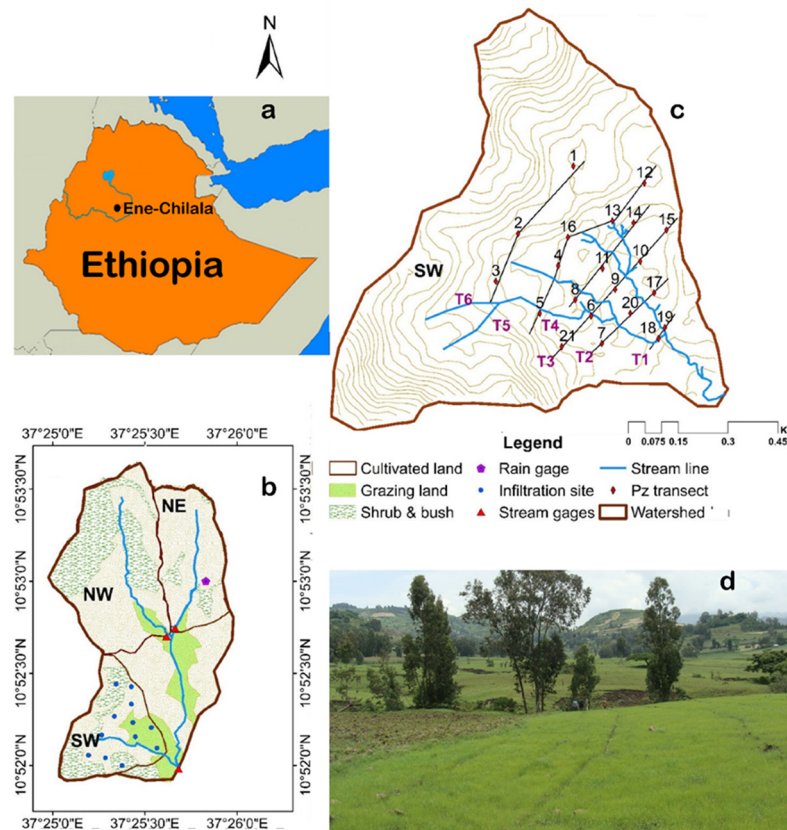 N
a
Ene-Chilala
Ethiopia
c
1
12
2
16
13
14
15
SW
3
4
11
10
8
9
17
T6
5
6
20
19
T5
T4
18
21
7
T3
T2
T1
0 0.075 0.15 0.3 0.45
37°25'0"E 37°25'30"E 37°26'0"E
b
10°53'30"N
10°53'0"N
10°52'30"N
10°52'0"N
NE
NW
SW
10°53'30"N
10°53'0"N
10°52'30"N
10°52'0"N
37°25'0"E 37°25'30"E 37°26'0"E
Legend
Cultivated land Rain gage Stream line
Grazing land Infiltration site Pz transect
Shrub & bush Stream gages Watershed
d